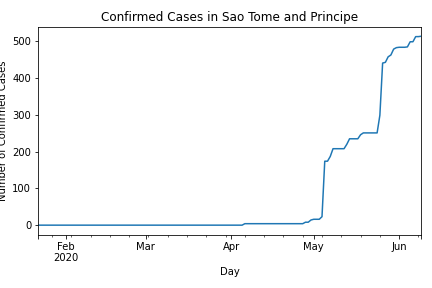 Confirmed Cases in Sao Tome and Principe
Number of Confirmed Cases
500
400
300
200
100
0
Feb
2020
Mar
Apr
May
Jun
Day